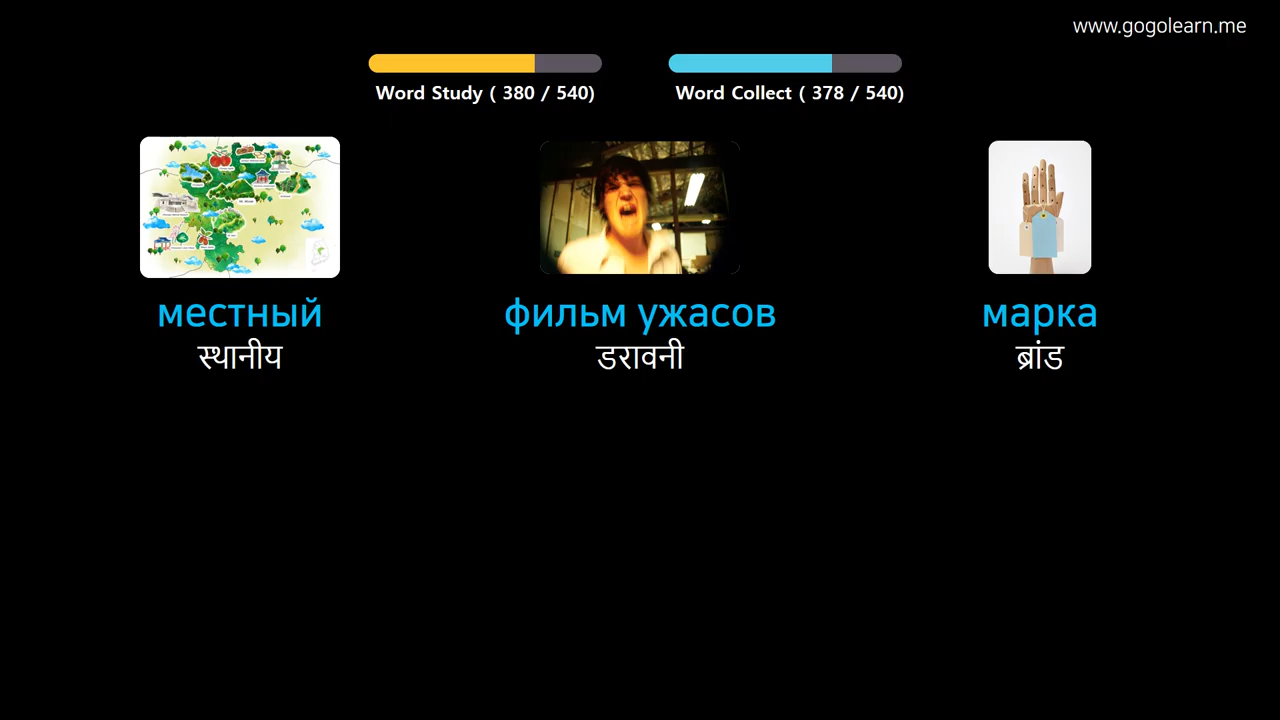 www.gogolearn.me
Word Study ( 380 / 540)
Word Collect ( 378 / 540)
местный
фильм ужасов
марка
स्थानीय
डरावनी
ब्रांड